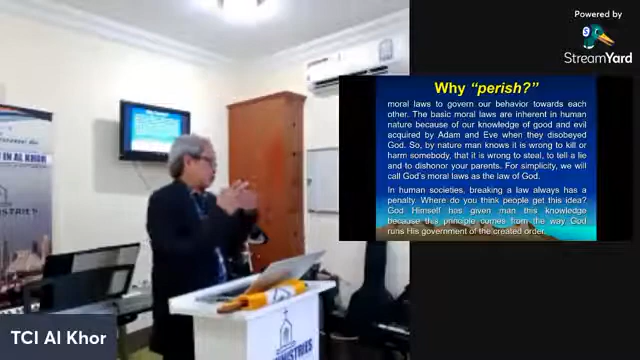 Powered by
StreamYard
Why "perish?"
moral laws to govern our behavior towards each
other. The basic moral laws are inherent in human
nature because of our knowledge of good and evil
acquired by Adam and Eve when they disobeyed
God. So, by nature man knows it is wrong to kill or
harm somebody, that it is wrong to steal, to tell a lie
and to dishonor your parents. For simplicity, we will
call God's moral laws as the law of God.
In human societies, breaking a law always has a
penalty. Where do you think people get this idea?
God Himself has given man this knowledge
because this principle comes from the way God
runs His government of the created order.
IN AL KHOR
NISTRIES
NISTRIES
TCI Al Khor